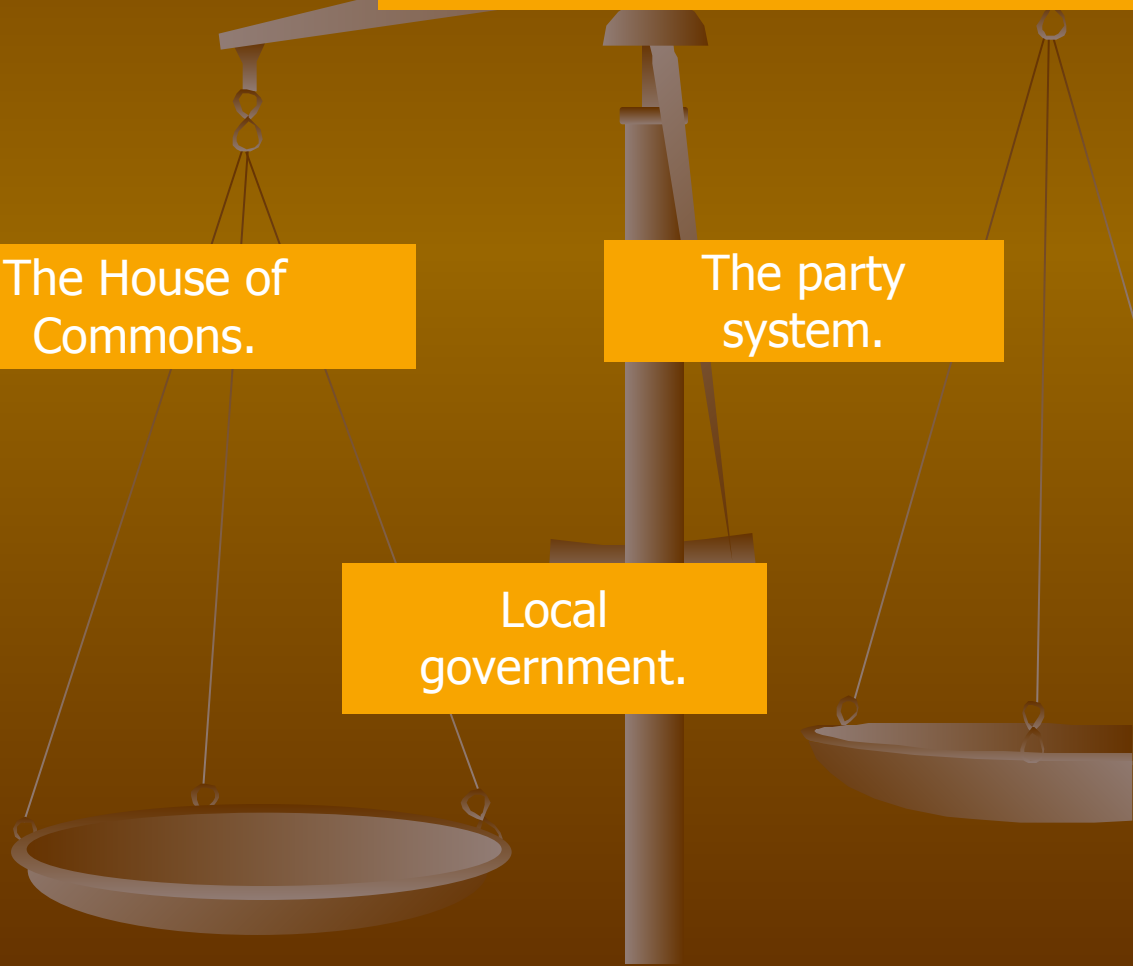 The House of
Commons.
The party
system.
Local
government.